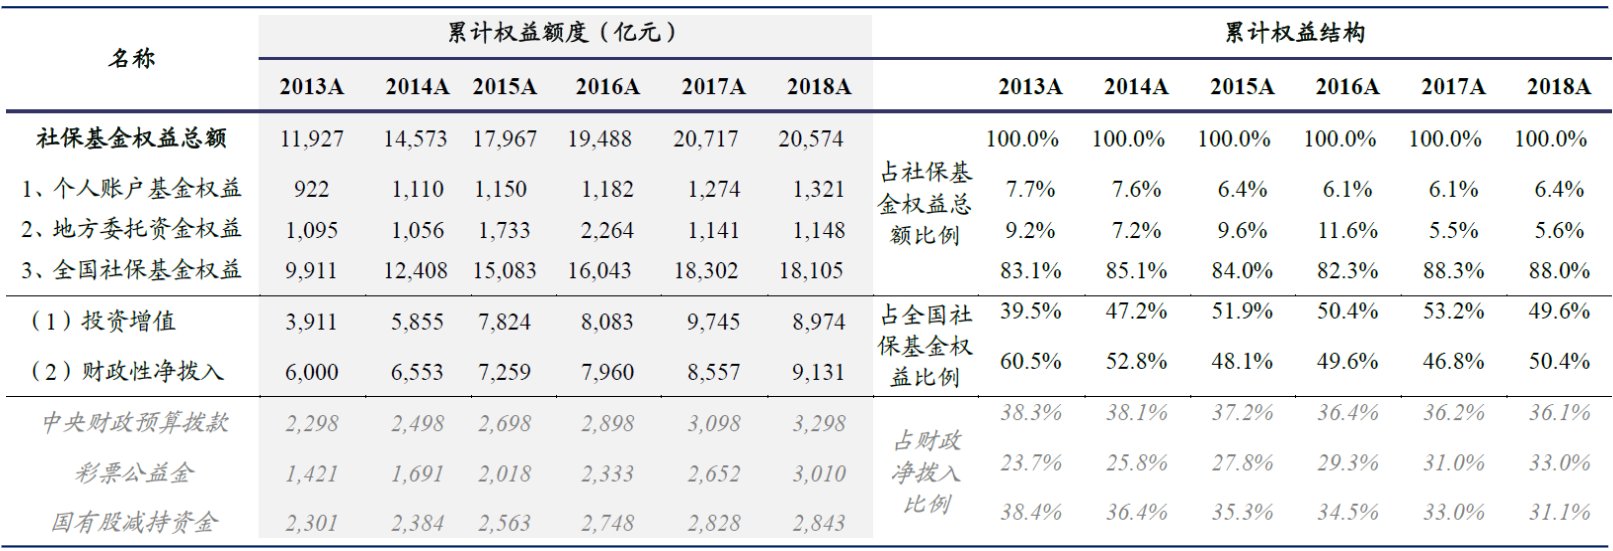 名称 累计权益额度（亿元） 累计权益结构
2013A 2014A 2015A 2016A 2017A 2018A 2013A 2014A 2015A 2016A 2017A 2018A
社保基金权益总额 11,927 14,573 17,967 19,488 20,717 20,574 占社保基金权益总额比例 100.0% 100.0% 100.0% 100.0% 100.0% 100.0%
1、个人账户基金权益 922 1,110 1,150 1,182 1,274 1,321 7.7% 7.6% 6.4% 6.1% 6.1% 6.4%
2、地方委托资金权益 1,095 1,056 1,733 2,264 1,141 1,148 9.2% 7.2% 9.6% 11.6% 5.5% 5.6%
3、全国社保基金权益 9,911 12,408 15,083 16,043 18,302 18,105 83.1% 85.1% 84.0% 82.3% 88.3% 88.0%
（1）投资增值 3,911 5,855 7,824 8,083 9,745 8,974 占全国社保基金权益比例 39.5% 47.2% 51.9% 50.4% 53.2% 49.6%
（2）财政性净拨入 6,000 6,553 7,259 7,960 8,557 9,131 60.5% 52.8% 48.1% 49.6% 46.8% 50.4%
中央财政预算拨款 2,298 2,498 2,698 2,898 3,098 3,298 占财政净拨入比例 38.3% 38.1% 37.2% 36.4% 36.2% 36.1%
彩票公益金 1,421 1,691 2,018 2,333 2,652 3,010 23.7% 25.8% 27.8% 29.3% 31.0% 33.0%
国有股减持资金 2,301 2,384 2,563 2,748 2,828 2,843 38.4% 36.4% 35.3% 34.5% 33.0% 31.1%